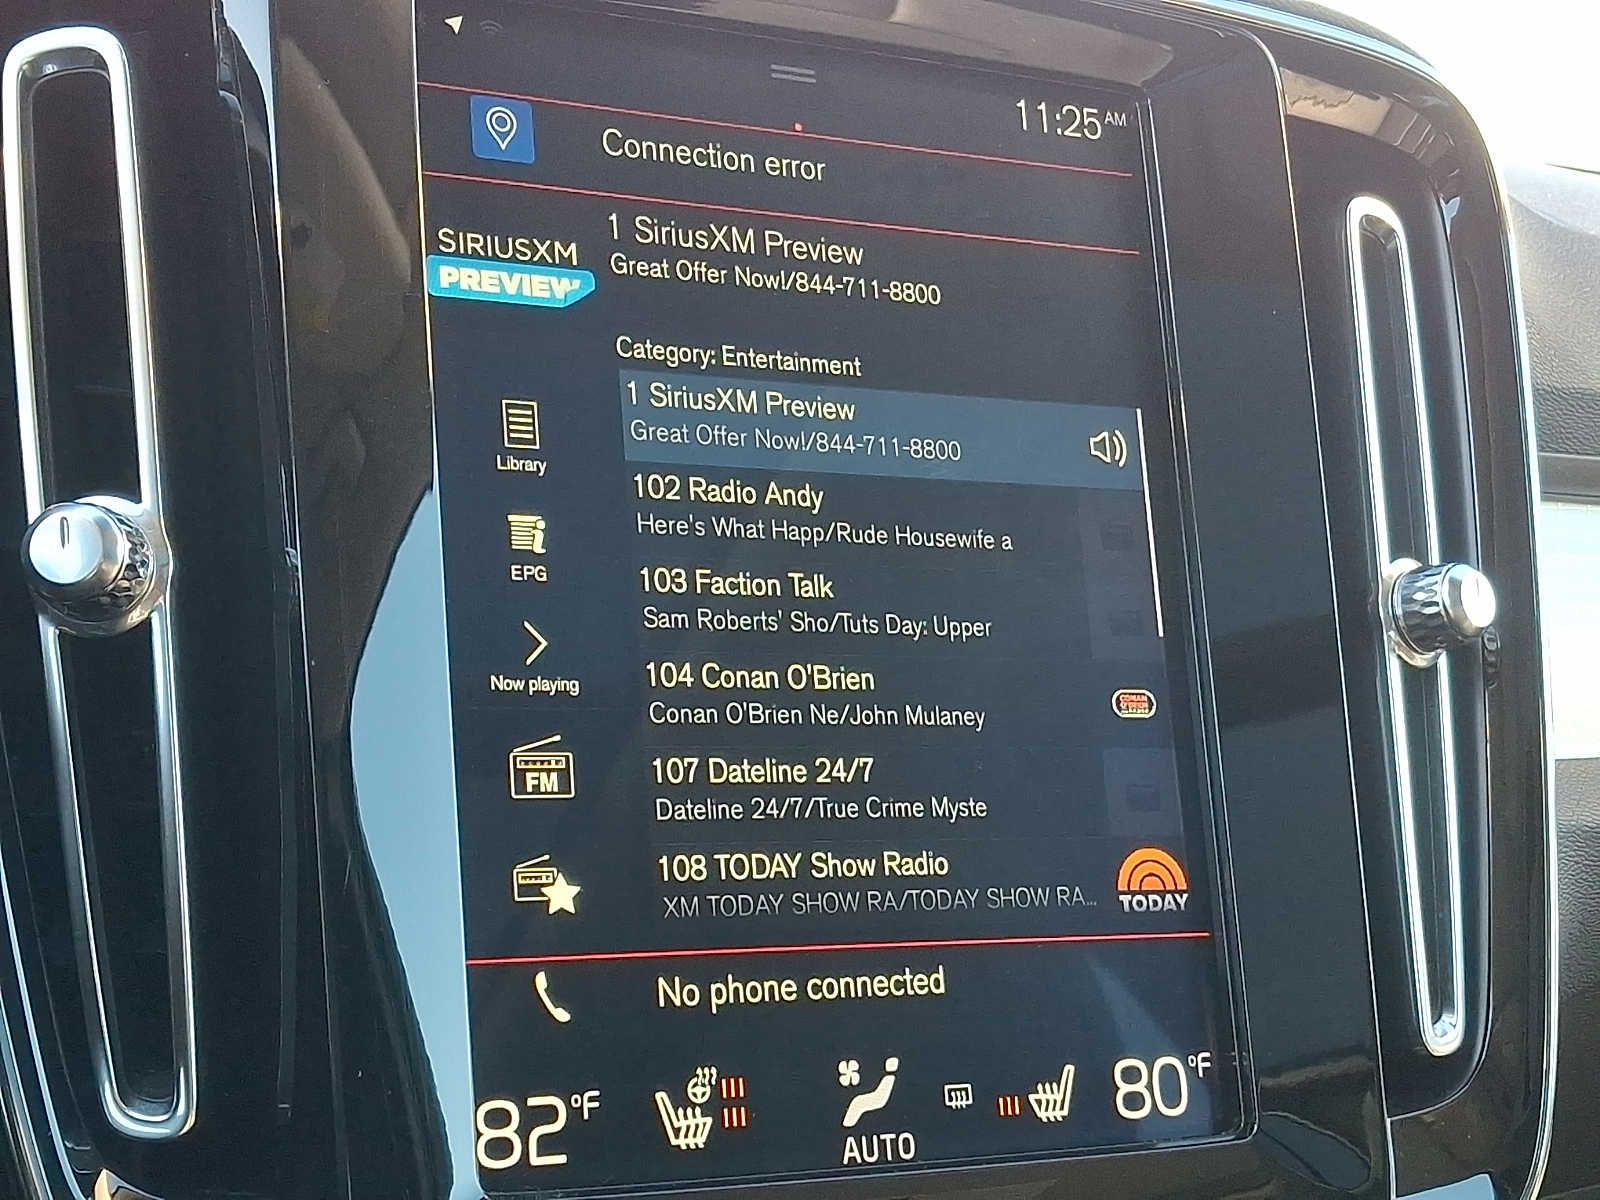 11:25 AM
Connection error
SIRIUSXM
PREVIEW
1 SiriusXM Preview
Great Offer Now!/844-711-8800
Category: Entertainment
1 SiriusXM Preview
Great Offer Now!/844-711-8800
Library
102 Radio Andy
Here's What Happ/Rude Housewife a
EPG
103 Faction Talk
Sam Roberts' Sho/Tuts Day: Upper
Now playing
104 Conan O'Brien
Conan O'Brien Ne/John Mulaney
CONAN
O'BRIEN
FM
107 Dateline 24/7
Dateline 24/7/True Crime Myste
108 TODAY Show Radio
XM TODAY SHOW RA/TODAY SHOW RA...
TODAY
No phone connected
82°F
AUTO
80°F